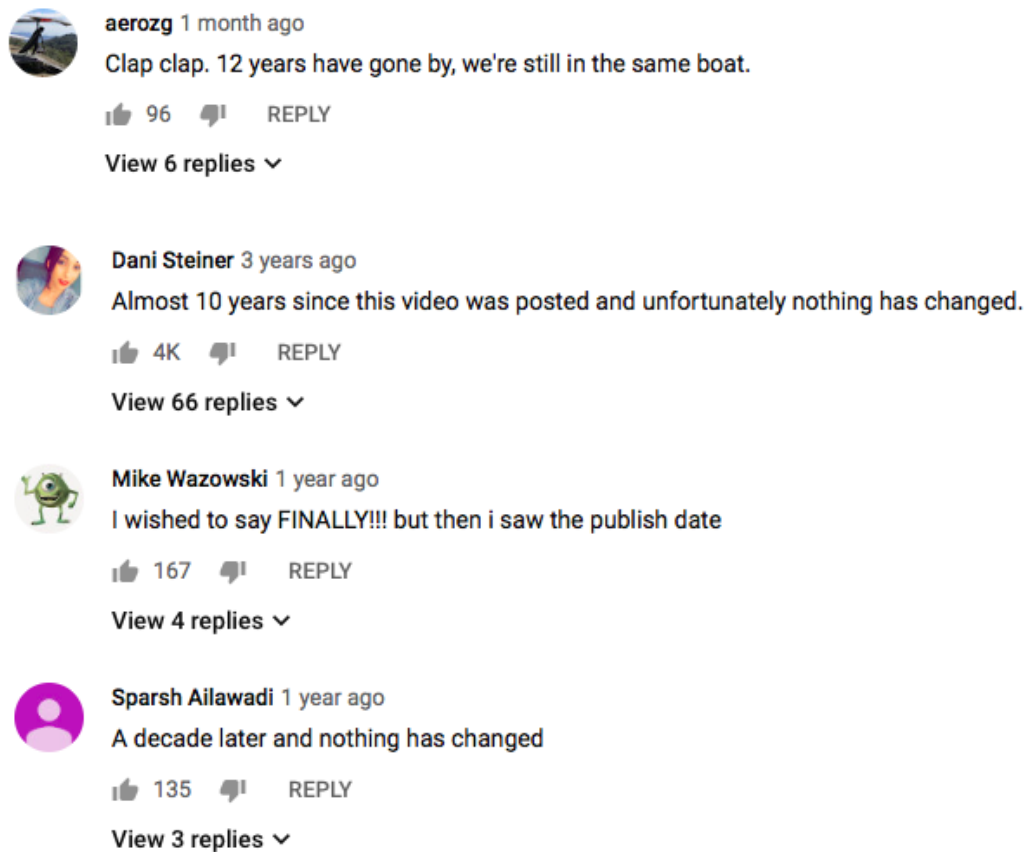 aerozg 1 month ago
Clap clap. 12 years have gone by, we're still in the same boat.
96 REPLY
View 6 replies
Dani Steiner 3 years ago
Almost 10 years since this video was posted and unfortunately nothing has changed.
4K REPLY
View 66 replies
Mike Wazowski 1 year ago
I wished to say FINALLY!!! but then i saw the publish date
167 REPLY
View 4 replies
Sparsh Ailawadi 1 year ago
A decade later and nothing has changed
135 REPLY
View 3 replies